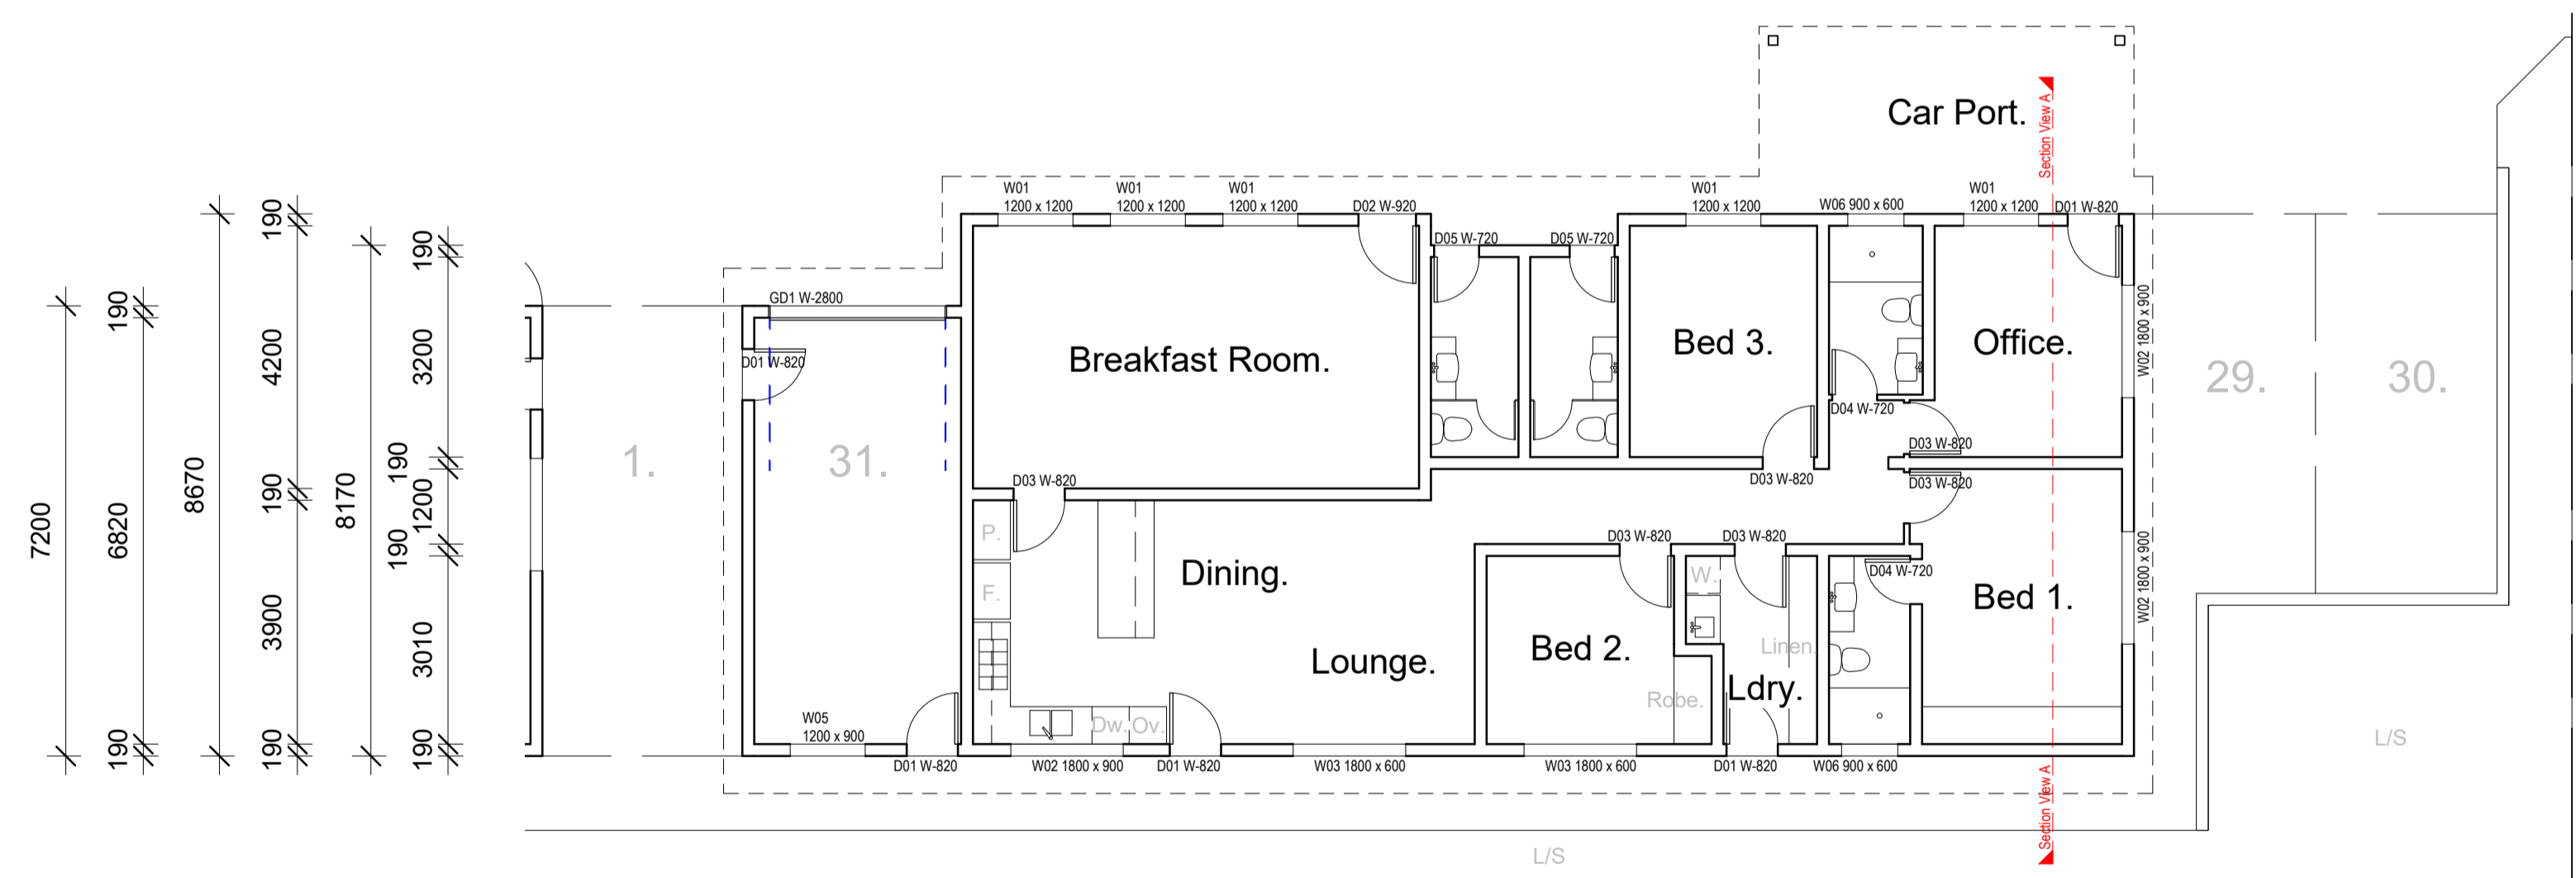 Car Port.
Section View A
W01
1200 x 1200
W01
1200 x 1200
W01
1200 x 1200
D02 W-920
W01
1200 x 1200
W06 900 x 600
W01
1200 x 1200
D01 W-820
D05 W-720
D05 W-720
GD1 W-2800
D01 W-820
Breakfast Room.
Bed 3.
Office.
W02 1800 x 900
29.
30.
1.
31.
D04 W-720
D03 W-820
D03 W-820
D03 W-820
D03 W-820
P.
F.
Dining.
D03 W-820
D03 W-820
W.
D04 W-720
Bed 1.
W02 1800 x 900
Lounge.
Bed 2.
Linen.
Ldry.
Robe.
Dw.
Ov.
W05
1200 x 900
D01 W-820
W02 1800 x 900
D01 W-820
W03 1800 x 600
W03 1800 x 600
D01 W-820
W06 900 x 600
Section View A
L/S
L/S
7200
190
6820
190
8670
190
4200
190
3900
190
8170
190
3200
190
1200
190
3010
190